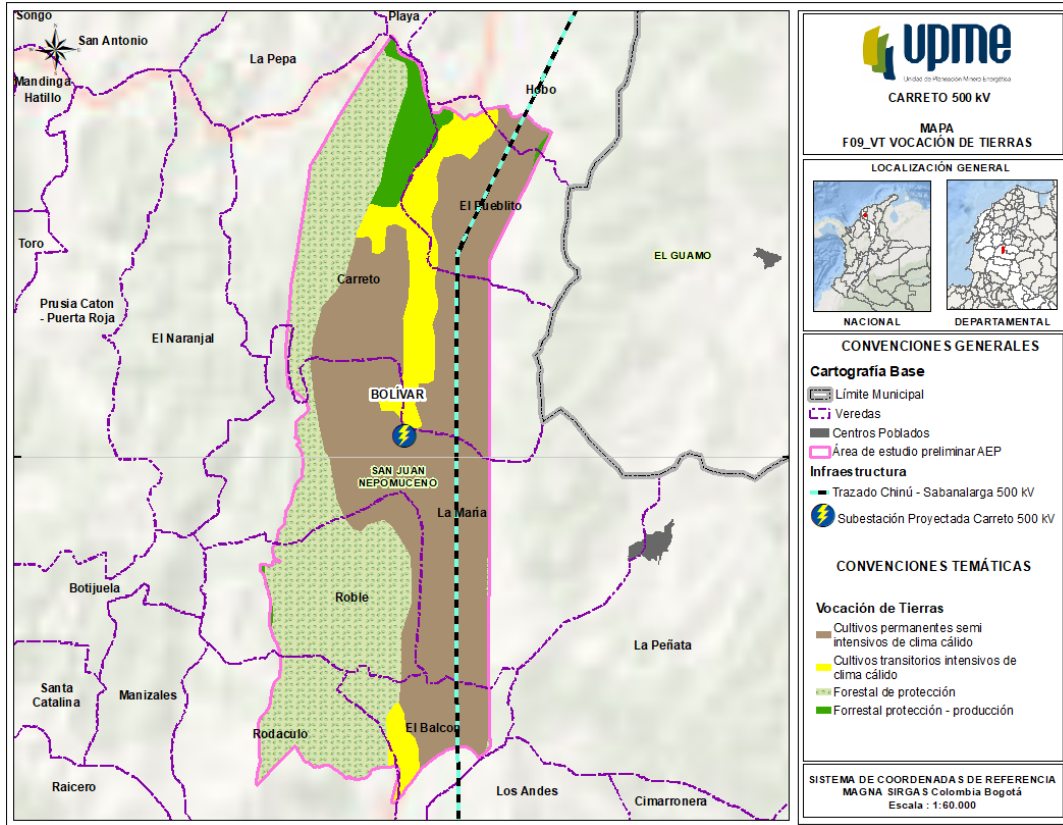 Songo
Playa
San Antonio
La Pepa
Mandinga
Hatillo
Hobo
El Pueblito
Toro
EL GUAMO
Carreto
Prusia Caton
- Puerta Roja
El Naranjal
BOLÍVAR
SAN JUAN
NEPOMUCENO
La María
Botijuela
Roble
La Peñata
Santa
Catalina
Manizales
Rodaculo
El Balcon
Raicero
Los Andes
Cimarronera
upme
Unidad de Planeación Minero Energética
CARRETO 500 kV
MAPA
F09_VT VOCACIÓN DE TIERRAS
LOCALIZACIÓN GENERAL
NACIONAL
DEPARTAMENTAL
CONVENCIONES GENERALES
Cartografía Base
Límite Municipal
Veredas
Centros Poblados
Área de estudio preliminar AEP
Infraestructura
Trazado Chinú - Sabanalarga 500 kV
Subestación Proyectada Carreto 500 kV
CONVENCIONES TEMÁTICAS
Vocación de Tierras
Cultivos permanentes semi
intensivos de clima cálido
Cultivos transitorios intensivos de
clima cálido
Forestal de protección
Forrestal protección - producción
SISTEMA DE COORDENADAS DE REFERENCIA
MAGNA SIRGAS Colombia Bogotá
Escala : 1:60.000